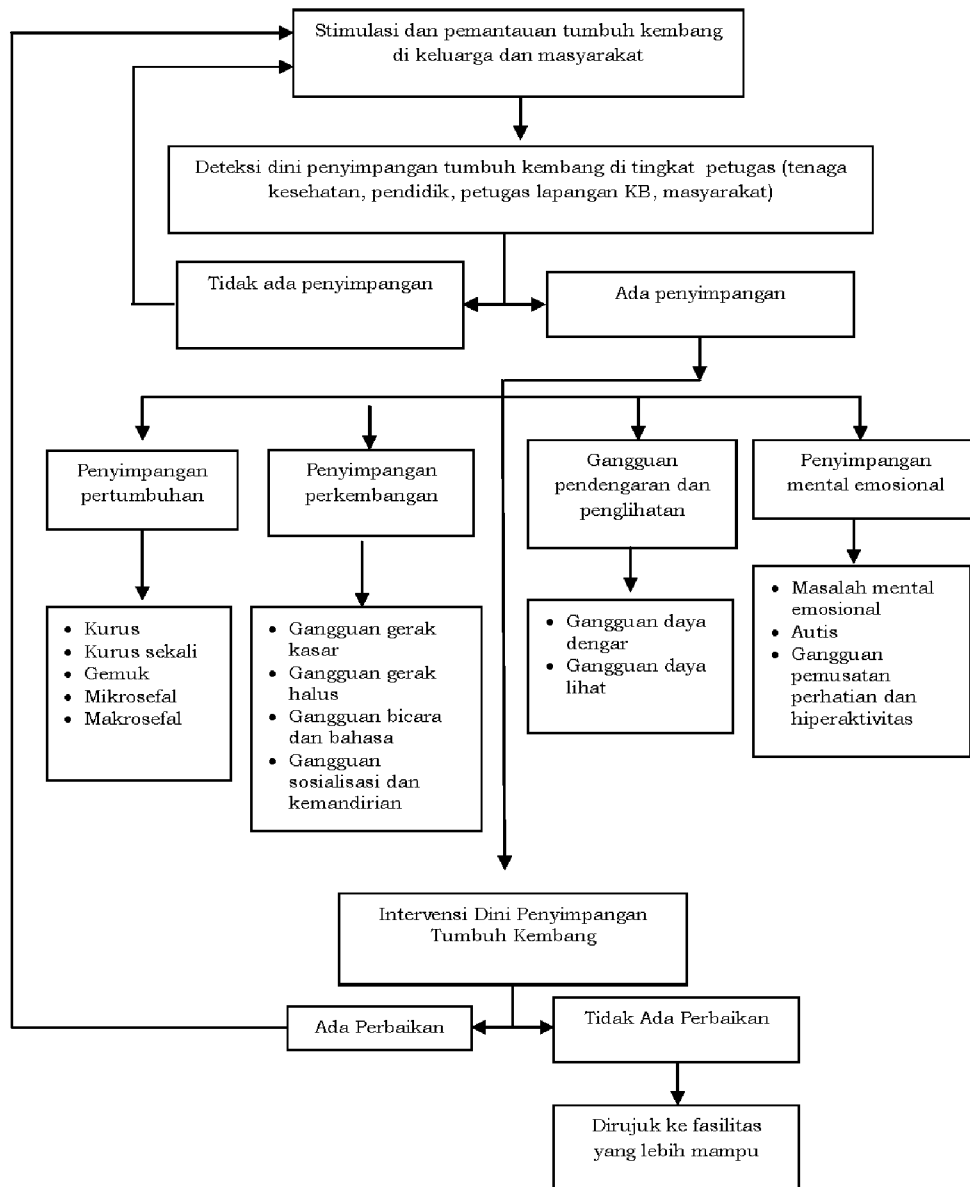 Stimulasi dan pemantauan tumbuh kembang
di keluarga dan masyarakat
Deteksi dini penyimpangan tumbuh kembang di tingkat petugas (tenaga
kesehatan, pendidik, petugas lapangan KB, masyarakat)
Tidak ada penyimpangan
Ada penyimpangan
Penyimpangan
pertumbuhan
Penyimpangan
perkembangan
Gangguan
pendengaran dan
penglihatan
Penyimpangan
mental emosional
• Kurus
• Kurus sekali
• Gemuk
• Mikrosefal
• Makrosefal
• Gangguan gerak
kasar
• Gangguan gerak
halus
• Gangguan bicara
dan bahasa
• Gangguan
sosialisasi dan
kemandirian
• Gangguan daya
dengar
• Gangguan daya
lihat
• Masalah mental
emosional
• Autis
• Gangguan
pemusatan
perhatian dan
hiperaktivitas
Intervensi Dini Penyimpangan
Tumbuh Kembang
Ada Perbaikan
Tidak Ada Perbaikan
Dirujuk ke fasilitas
yang lebih mampu